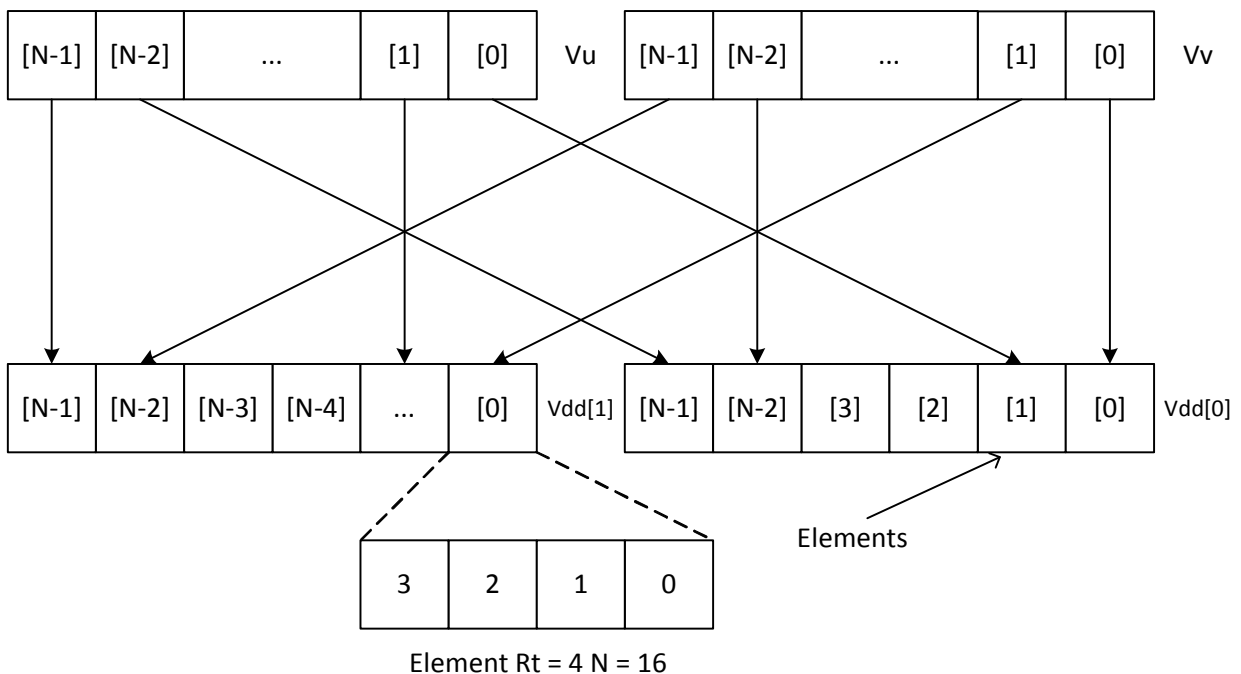 [N-1] [N-2] ... [1] [0] Vu [N-1] [N-2] ... [1] [0] Vv
[N-1] [N-2] [N-3] [N-4] ... [0] Vdd[1] [N-1] [N-2] [3] [2] [1] [0] Vdd[0]
Elements
3 2 1 0
Element Rt = 4 N = 16